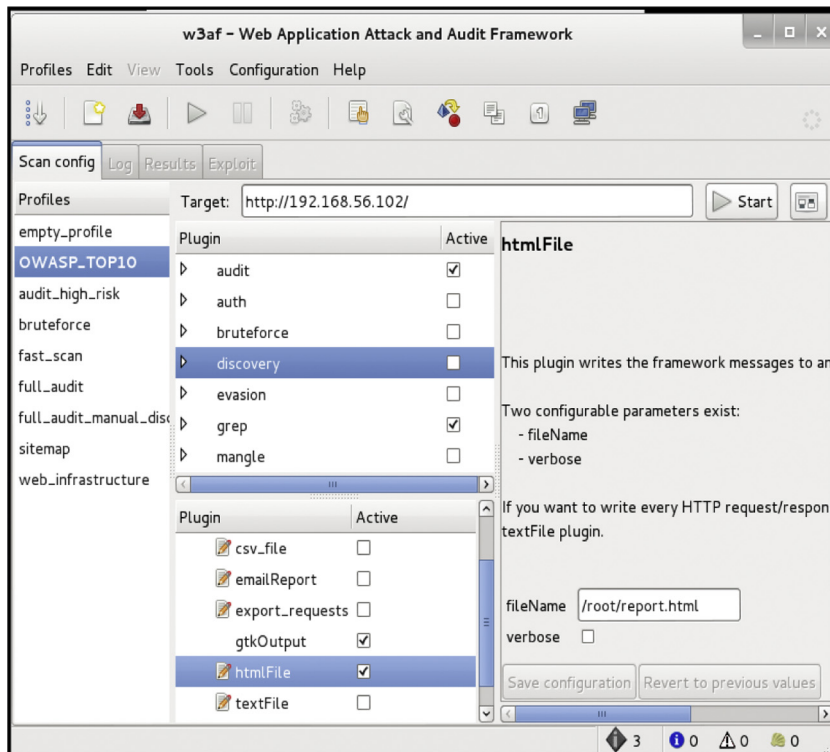 w3af - Web Application Attack and Audit Framework
Profiles Edit View Tools Configuration Help
Scan config Log Results Exploit
Profiles
empty_profile
OWASP_TOP10
audit_high_risk
bruteforce
fast_scan
full_audit
full_audit_manual_disc
sitemap
web_infrastructure
Target: http://192.168.56.102/ Start
Plugin Active
audit
auth
bruteforce
discovery
evasion
grep
mangle
Plugin Active
csv_file
emailReport
export_requests
gtkOutput
htmlFile
textFile
htmlFile
This plugin writes the framework messages to an
Two configurable parameters exist:
- fileName
- verbose
If you want to write every HTTP request/respon
textFile plugin.
fileName /root/report.html
verbose
Save configuration Revert to previous values
3 0 0 0